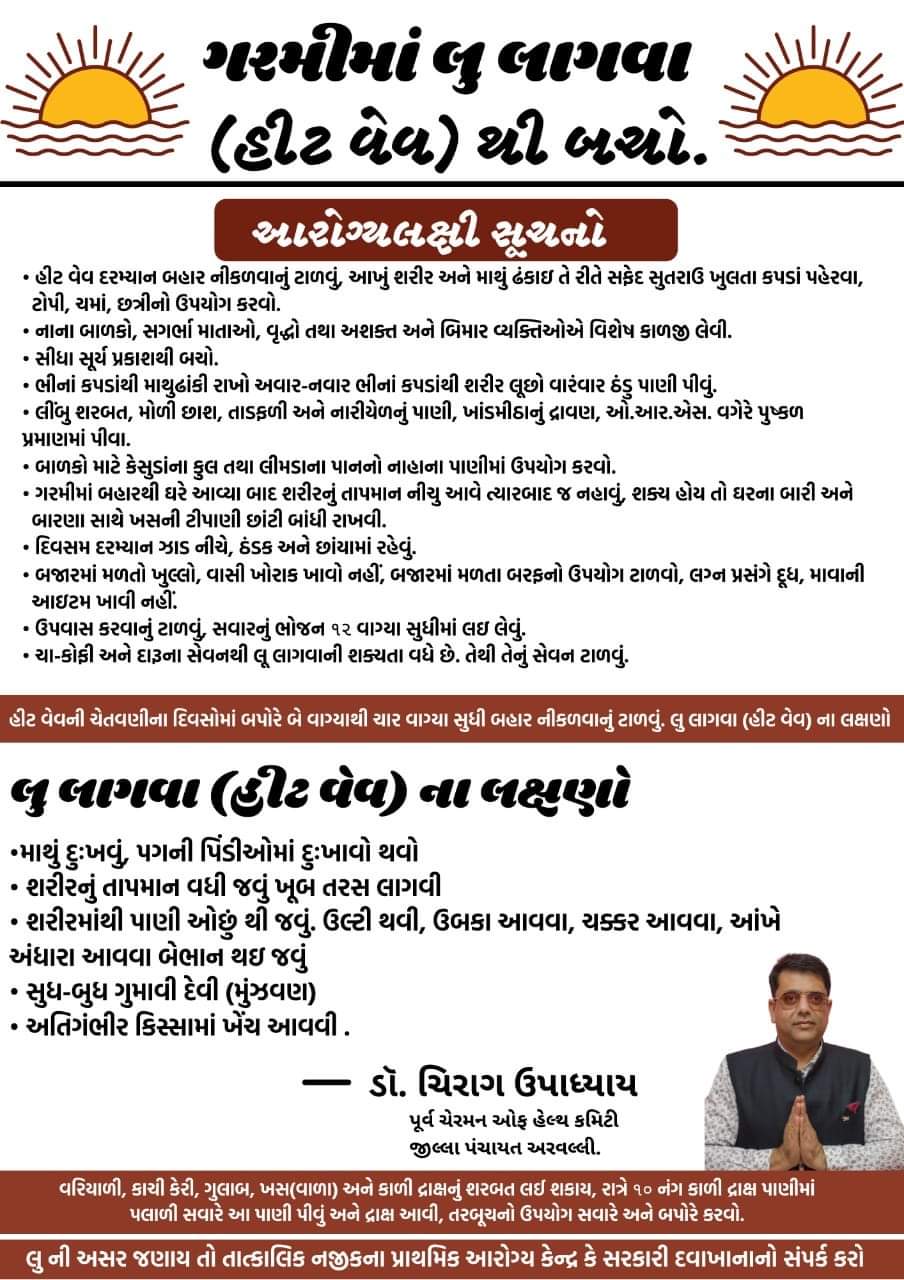 ગરમીમાં લુ લાગવા
(હીટ વેવ) થી બચો.
આરોગ્યલક્ષી સૂચનો
• હીટ વેવ દરમ્યાન બહાર નીકળવાનું ટાળવું, આખું શરીર અને માથું ઢંકાઇ તે રીતે સફેદ સુતરાઉ ખુલતા કપડાં પહેરવા,
ટોપી, ચમાં, છત્રીનો ઉપયોગ કરવો.
• નાના બાળકો, સગર્ભા માતાઓ, વૃદ્ધો તથા અશક્ત અને બિમાર વ્યક્તિઓએ વિશેષ કાળજી લેવી.
• સીધા સૂર્ય પ્રકાશથી બચો.
• ભીનાં કપડાંથી માથુઢાંકી રાખો અવાર-નવાર ભીનાં કપડાંથી શરીર લૂછો વારંવાર ઠંડુ પાણી પીવું.
• લીંબુ શરબત, મોળી છાશ, તાડફળી અને નારીયેળનું પાણી, ખાંડમીઠાનું દ્રાવણ, ઓ.આર.એસ. વગેરે પુષ્કળ
પ્રમાણમાં પીવા.
• બાળકો માટે કેસુડાંના ફુલ તથા લીમડાના પાનનો નાહાના પાણીમાં ઉપયોગ કરવો.
• ગરમીમાં બહારથી ઘરે આવ્યા બાદ શરીરનું તાપમાન નીચુ આવે ત્યારબાદ જ નહાવું, શક્ય હોય તો ઘરના બારી અને
બારણા સાથે ખસની ટીપાણી છાંટી બાંધી રાખવી.
• દિવસમ દરમ્યાન ઝાડ નીચે, ઠંડક અને છાંયામાં રહેવું.
• બજારમાં મળતો ખુલ્લો, વાસી ખોરાક ખાવો નહીં, બજારમાં મળતા બરફનો ઉપયોગ ટાળવો, લગ્ન પ્રસંગે દૂધ, માવાની
આઇટમ ખાવી નહીં.
• ઉપવાસ કરવાનું ટાળવું, સવારનું ભોજન ૧૨ વાગ્યા સુધીમાં લઇ લેવું.
• ચા-કોફી અને દારૂના સેવનથી લૂ લાગવાની શક્યતા વધે છે. તેથી તેનું સેવન ટાળવું.
હીટ વેવની ચેતવણીના દિવસોમાં બપોરે બે વાગ્યાથી ચાર વાગ્યા સુધી બહાર નીકળવાનું ટાળવું. લુ લાગવા (હીટ વેવ) ના લક્ષણો
લુ લાગવા (હીટ વેવ) ના લક્ષણો
•માથું દુઃખવું, પગની પિંડીઓમાં દુઃખાવો થવો
• શરીરનું તાપમાન વધી જવું ખૂબ તરસ લાગવી
• શરીરમાંથી પાણી ઓછું થી જવું. ઉલ્ટી થવી, ઉબકા આવવા, ચક્કર આવવા, આંખે
અંધારા આવવા બેભાન થઇ જવું
• સુધ-બુધ ગુમાવી દેવી (મુંઝવણ)
• અતિગંભીર કિસ્સામાં ખેંચ આવવી .
— ડૉ. ચિરાગ ઉપાધ્યાય
પૂર્વ ચેરમન ઓફ હેલ્થ કમિટી
જીલ્લા પંચાયત અરવલ્લી.
વરિયાળી, કાચી કેરી, ગુલાબ, ખસ(વાળા) અને કાળી દ્રાક્ષનું શરબત લઈ શકાય, રાત્રે ૧૦ નંગ કાળી દ્રાક્ષ પાણીમાં
પલાળી સવારે આ પાણી પીવું અને દ્રાક્ષ આવી, તરબૂચનો ઉપયોગ સવારે અને બપોરે કરવો.
લુ ની અસર જણાય તો તાત્કાલિક નજીકના પ્રાથમિક આરોગ્ય કેન્દ્ર કે સરકારી દવાખાનાનો સંપર્ક કરો